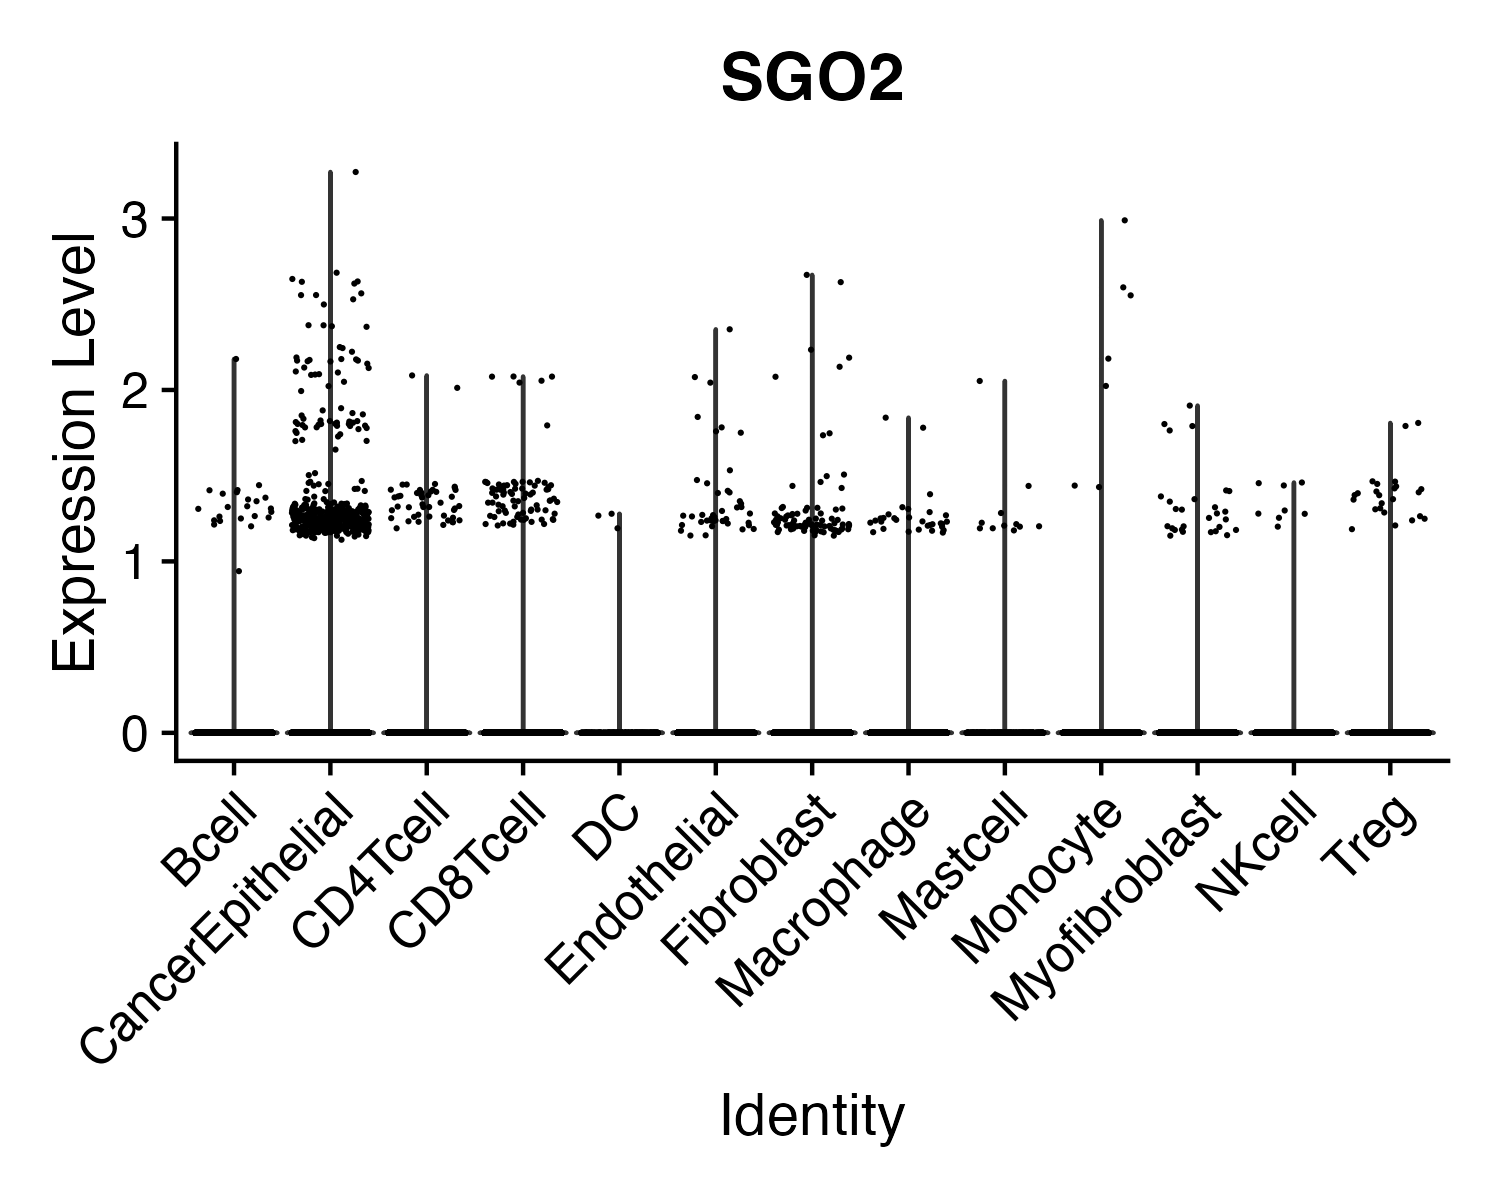 SGO2
Expression Level
3
2
1
0
Bcell
CancerEpithelial
CD4Tcell
CD8Tcell
DC
Endothelial
Fibroblast
Macrophage
Mastcell
Monocyte
Myofibroblast
NKcell
Treg
Identity